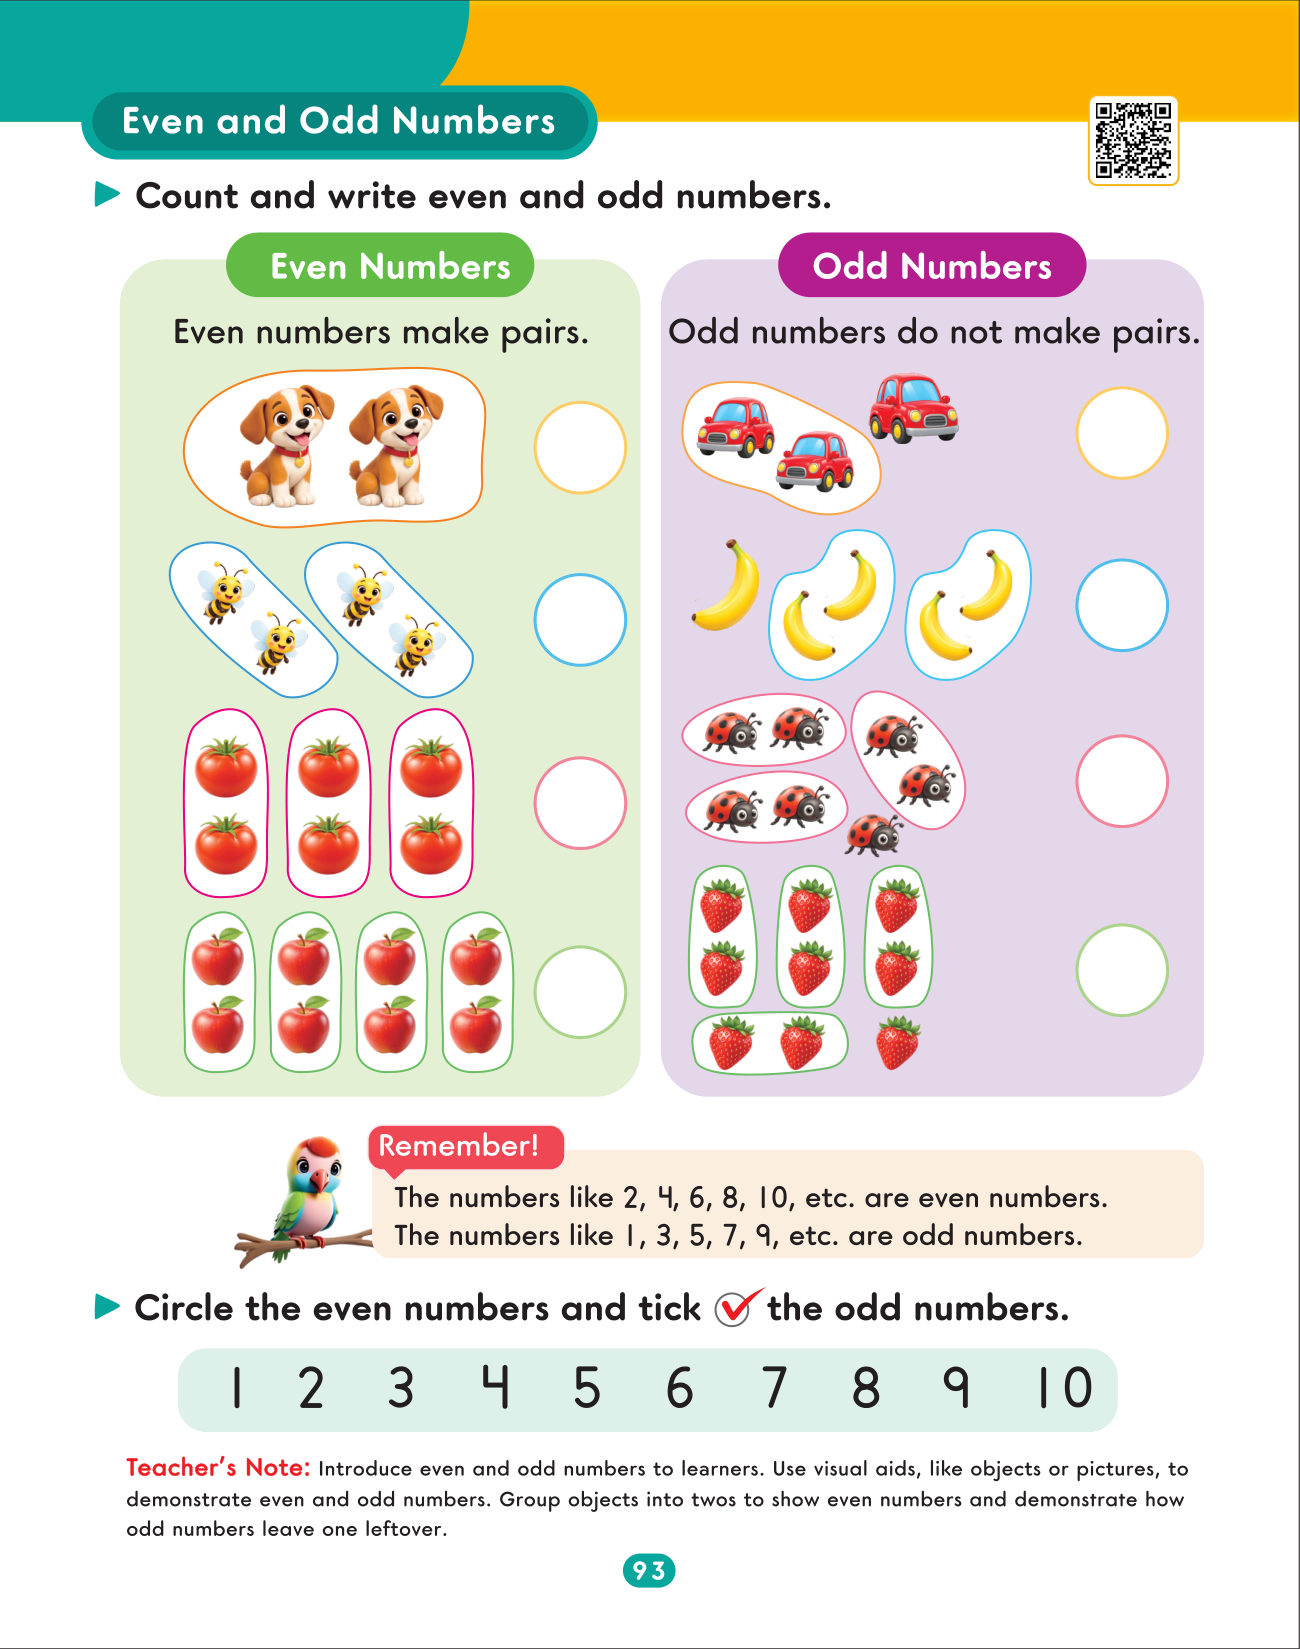 Even and Odd Numbers
Count and write even and odd numbers.
Even Numbers
Even numbers make pairs.
Odd Numbers
Odd numbers do not make pairs.
Remember!
The numbers like 2, 4, 6, 8, 10, etc. are even numbers.
The numbers like 1, 3, 5, 7, 9, etc. are odd numbers.
Circle the even numbers and tick the odd numbers.
1 2 3 4 5 6 7 8 9 10
Teacher's Note: Introduce even and odd numbers to learners. Use visual aids, like objects or pictures, to
demonstrate even and odd numbers. Group objects into twos to show even numbers and demonstrate how
odd numbers leave one leftover.
93